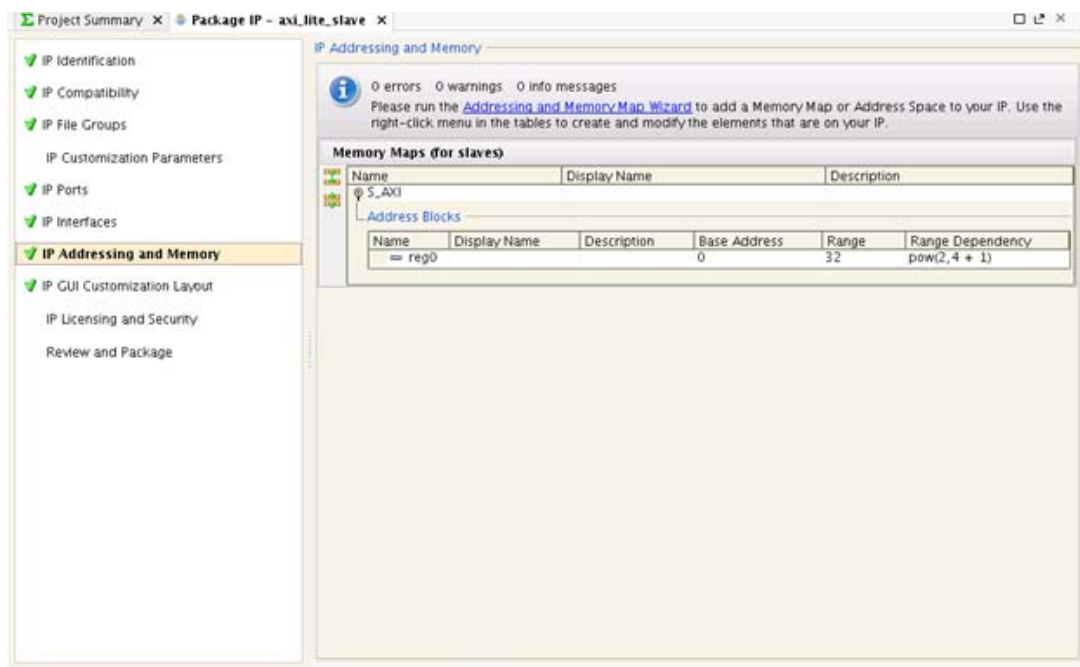 Σ Project Summary × Package IP - axi_lite_slave ×
IP Identification
IP Compatibility
IP File Groups
IP Customization Parameters
IP Ports
IP Interfaces
IP Addressing and Memory
IP GUI Customization Layout
IP Licensing and Security
Review and Package
IP Addressing and Memory
0 errors 0 warnings 0 info messages
Please run the Addressing and Memory Map Wizard to add a Memory Map or Address Space to your IP. Use the
right-click menu in the tables to create and modify the elements that are on your IP.
Memory Maps (for slaves)
Name Display Name Description
S_AXI
Address Blocks
Name Display Name Description Base Address Range Range Dependency
reg0 0 32 pow(2,4 + 1)